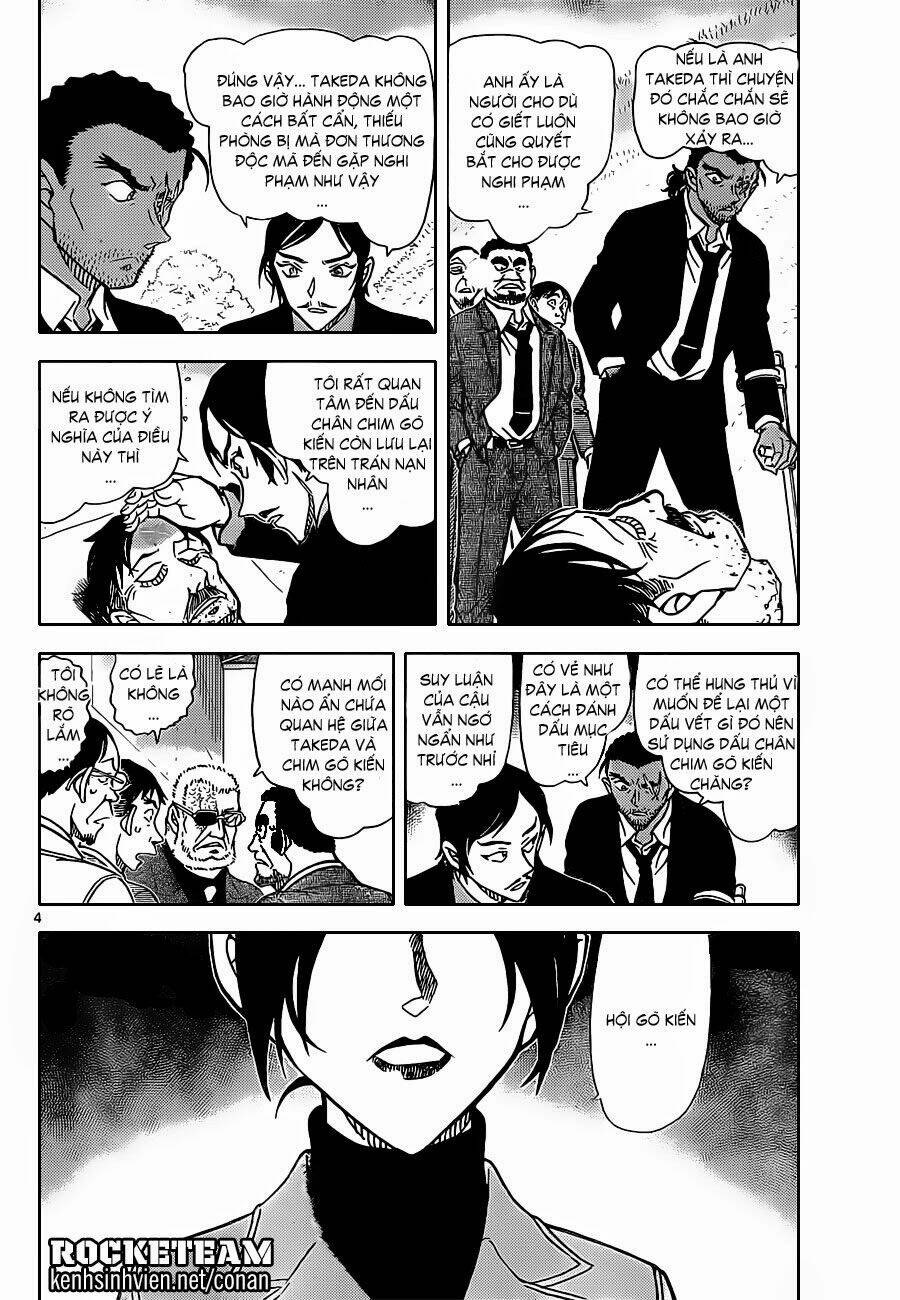 NẾU LÀ ANH
TAKEDA THÌ CHUYỆN
ĐÓ CHẮC CHẮN SẼ
KHÔNG BAO GIỜ
XẢY RA...
ANH ẤY LÀ
NGƯỜI CHO DÙ
CÓ GIẾT LUÔN
CŨNG QUYẾT
BẮT CHO ĐƯỢC
NGHI PHẠM
...
ĐÚNG VẬY... TAKEDA KHÔNG
BAO GIỜ HÀNH ĐỘNG MỘT
CÁCH BẤT CẨN, THIẾU
PHÒNG BỊ MÀ ĐƠN THƯƠNG
ĐỘC MÃ ĐẾN GẶP NGHI
PHẠM NHƯ VẬY
...
TÔI RẤT QUAN
TÂM ĐẾN DẤU
CHÂN CHIM GÕ
KIẾN CÒN LƯU LẠI
TRÊN TRÁN NẠN
NHÂN
...
NẾU KHÔNG TÌM
RA ĐƯỢC Ý
NGHĨA CỦA ĐIỀU
NÀY THÌ
...
CÓ THỂ HUNG THỦ VÌ
MUỐN ĐỂ LẠI MỘT
DẤU VẾT GÌ ĐÓ NÊN
SỬ DỤNG DẤU CHÂN
CHIM GÕ KIẾN
CHĂNG?
CÓ VẺ NHƯ
ĐÂY LÀ MỘT
CÁCH ĐÁNH
DẤU MỤC
TIÊU
...
SUY LUẬN
CỦA CẬU
VẪN NGỚ
NGẨN NHƯ
TRƯỚC NHỈ
...
CÓ MANH MỐI
NÀO ẨN CHỨA
QUAN HỆ GIỮA
TAKEDA VÀ
CHIM GÕ KIẾN
KHÔNG?
CÓ LẼ LÀ
KHÔNG
...
TÔI
KHÔNG
RÕ
LẮM
...
4
HỘI GÕ KIẾN
...
ROCKETEAM
kenhsinhvien.net/conan